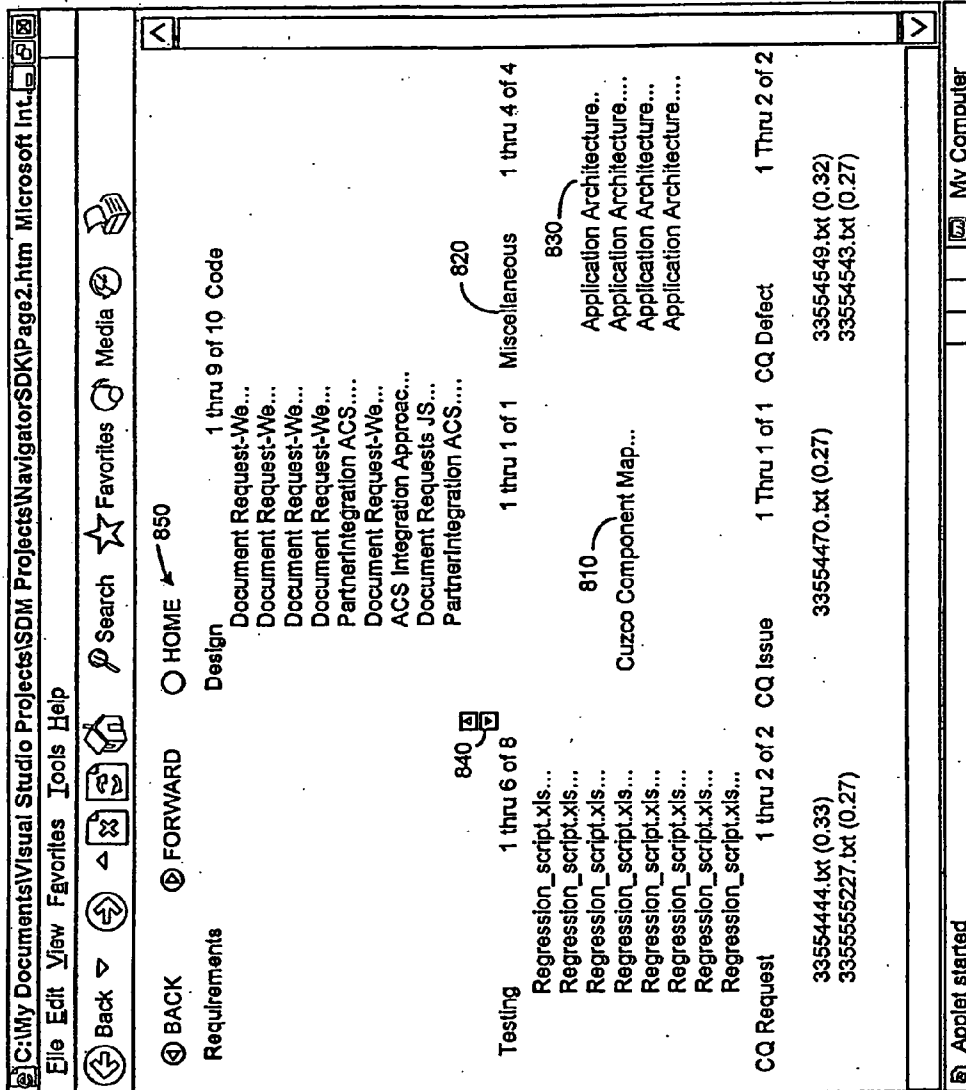 C:\My Documents\Visual Studio Projects\SDM Projects\NavigatorSDK\Page2.htm Microsoft Int...
File Edit View Favorites Tools Help
Back Search Favorites Media
BACK FORWARD HOME 850
Requirements Design 1 thru 9 of 10 Code
Document Request-We...
Document Request-We...
Document Request-We...
Document Request-We...
PartnerIntegration ACS....
Document Request-We...
ACS Integration Approac...
Document Requests JS...
PartnerIntegration ACS....
840 820
Testing 1 thru 6 of 8 1 thru 1 of 1 Miscellaneous 1 thru 4 of 4
Regression_script.xls...
Regression_script.xls...
Regression_script.xls...
Regression_script.xls...
Regression_script.xls...
Regression_script.xls...
Regression_script.xls...
Regression_script.xls...
810
Cuzco Component Map...
830
Application Architecture..
Application Architecture....
Application Architecture...
Application Architecture....
CQ Request 1 thru 2 of 2 CQ Issue 1 Thru 1 of 1 CQ Defect 1 Thru 2 of 2
33554444.txt (0.33)
3355555227.txt (0.27)
33554470.txt (0.27)
33554549.txt (0.32)
33554543.txt (0.27)
Applet started My Computer